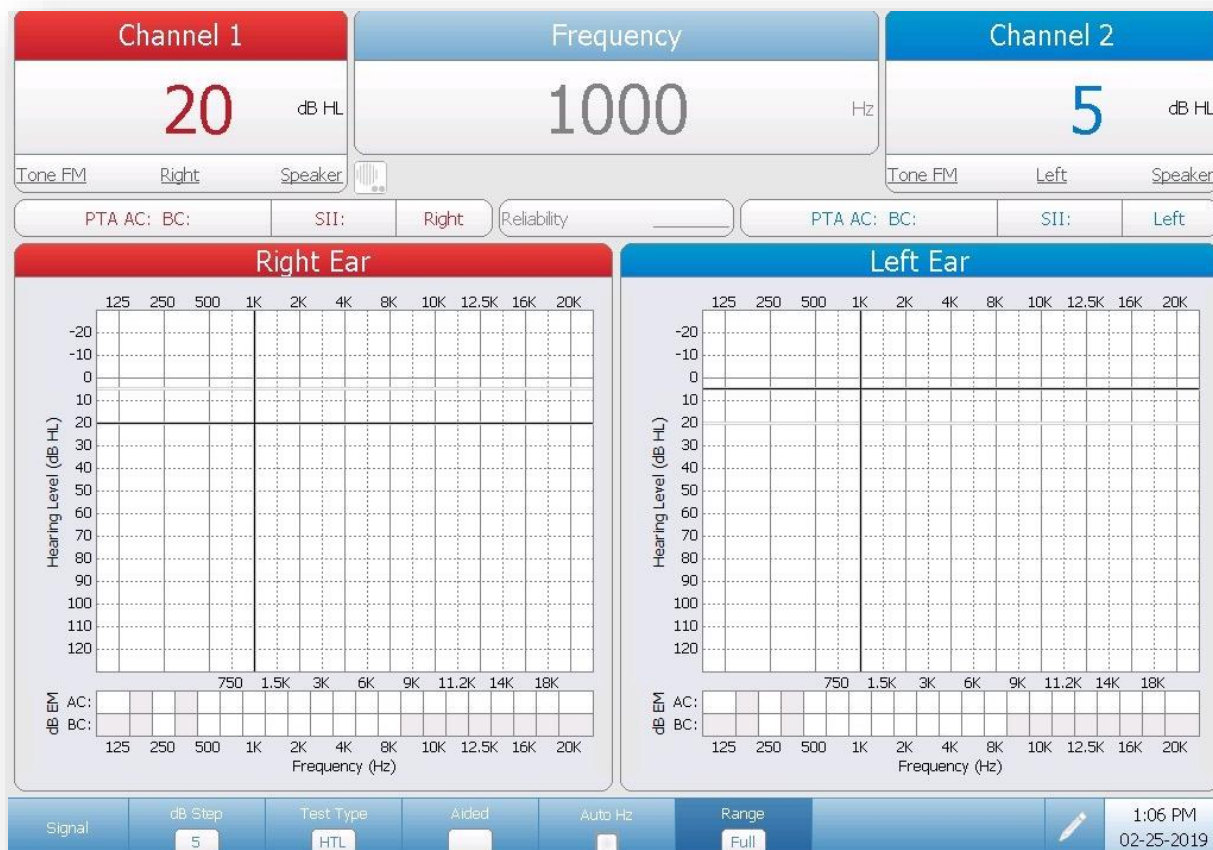 Channel 1 Frequency Channel 2
20 dB HL 1000 Hz 5 dB HL
Tone FM Right Speaker Tone FM Left Speaker
PTA AC: BC: SII: Right Reliability PTA AC: BC: SII: Left
Right Ear Left Ear
125 250 500 1K 2K 4K 8K 10K 12.5K 16K 20K 125 250 500 1K 2K 4K 8K 10K 12.5K 16K 20K
-20 -20
-10 -10
0 0
10 10
20 20
30 30
40 40
50 50
60 60
70 70
80 80
90 90
100 100
110 110
120 120
Hearing Level (dB HL) Hearing Level (dB HL)
750 1.5K 3K 6K 9K 11.2K 14K 18K 750 1.5K 3K 6K 9K 11.2K 14K 18K
dB EM AC: dB EM AC:
BC: BC:
125 250 500 1K 2K 4K 8K 10K 12.5K 16K 20K 125 250 500 1K 2K 4K 8K 10K 12.5K 16K 20K
Frequency (Hz) Frequency (Hz)
Signal dB Step Test Type Aided Auto Hz Range 1:06 PM
5 HTL Full 02-25-2019